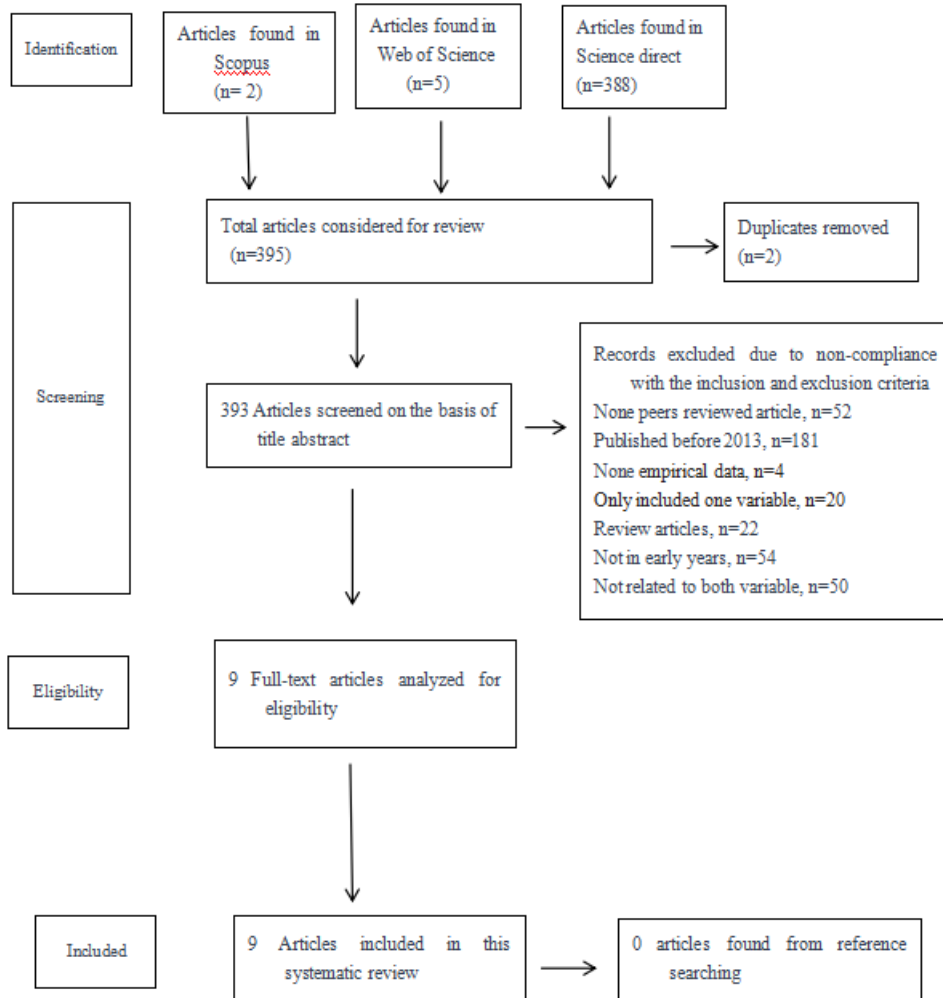 Identification
Articles found in
Scopus
(n= 2)
Articles found in
Web of Science
(n=5)
Articles found in
Science direct
(n=388)
Screening
Total articles considered for review
(n=395)
Duplicates removed
(n=2)
393 Articles screened on the basis of
title abstract
Records excluded due to non-compliance
with the inclusion and exclusion criteria
None peers reviewed article, n=52
Published before 2013, n=181
None empirical data, n=4
Only included one variable, n=20
Review articles, n=22
Not in early years, n=54
Not related to both variable, n=50
Eligibility
9 Full-text articles analyzed for
eligibility
Included
9 Articles included in this
systematic review
0 articles found from reference
searching